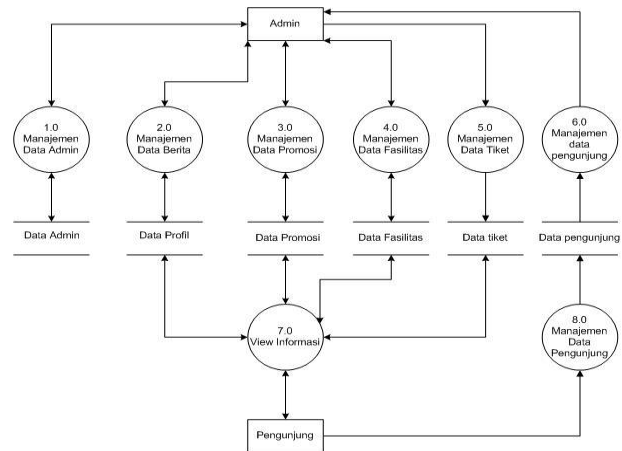 Admin
1.0
Manajemen
Data Admin
2.0
Manajemen
Data Berita
3.0
Manajemen
Data Promosi
4.0
Manajemen
Data Fasilitas
5.0
Manajemen
Data Tiket
6.0
Manajemen
data
pengunjung
Data Admin
Data Profil
Data Promosi
Data Fasilitas
Data tiket
Data pengunjung
7.0
View Informasi
8.0
Manajemen
Data
Pengunjung
Pengunjung